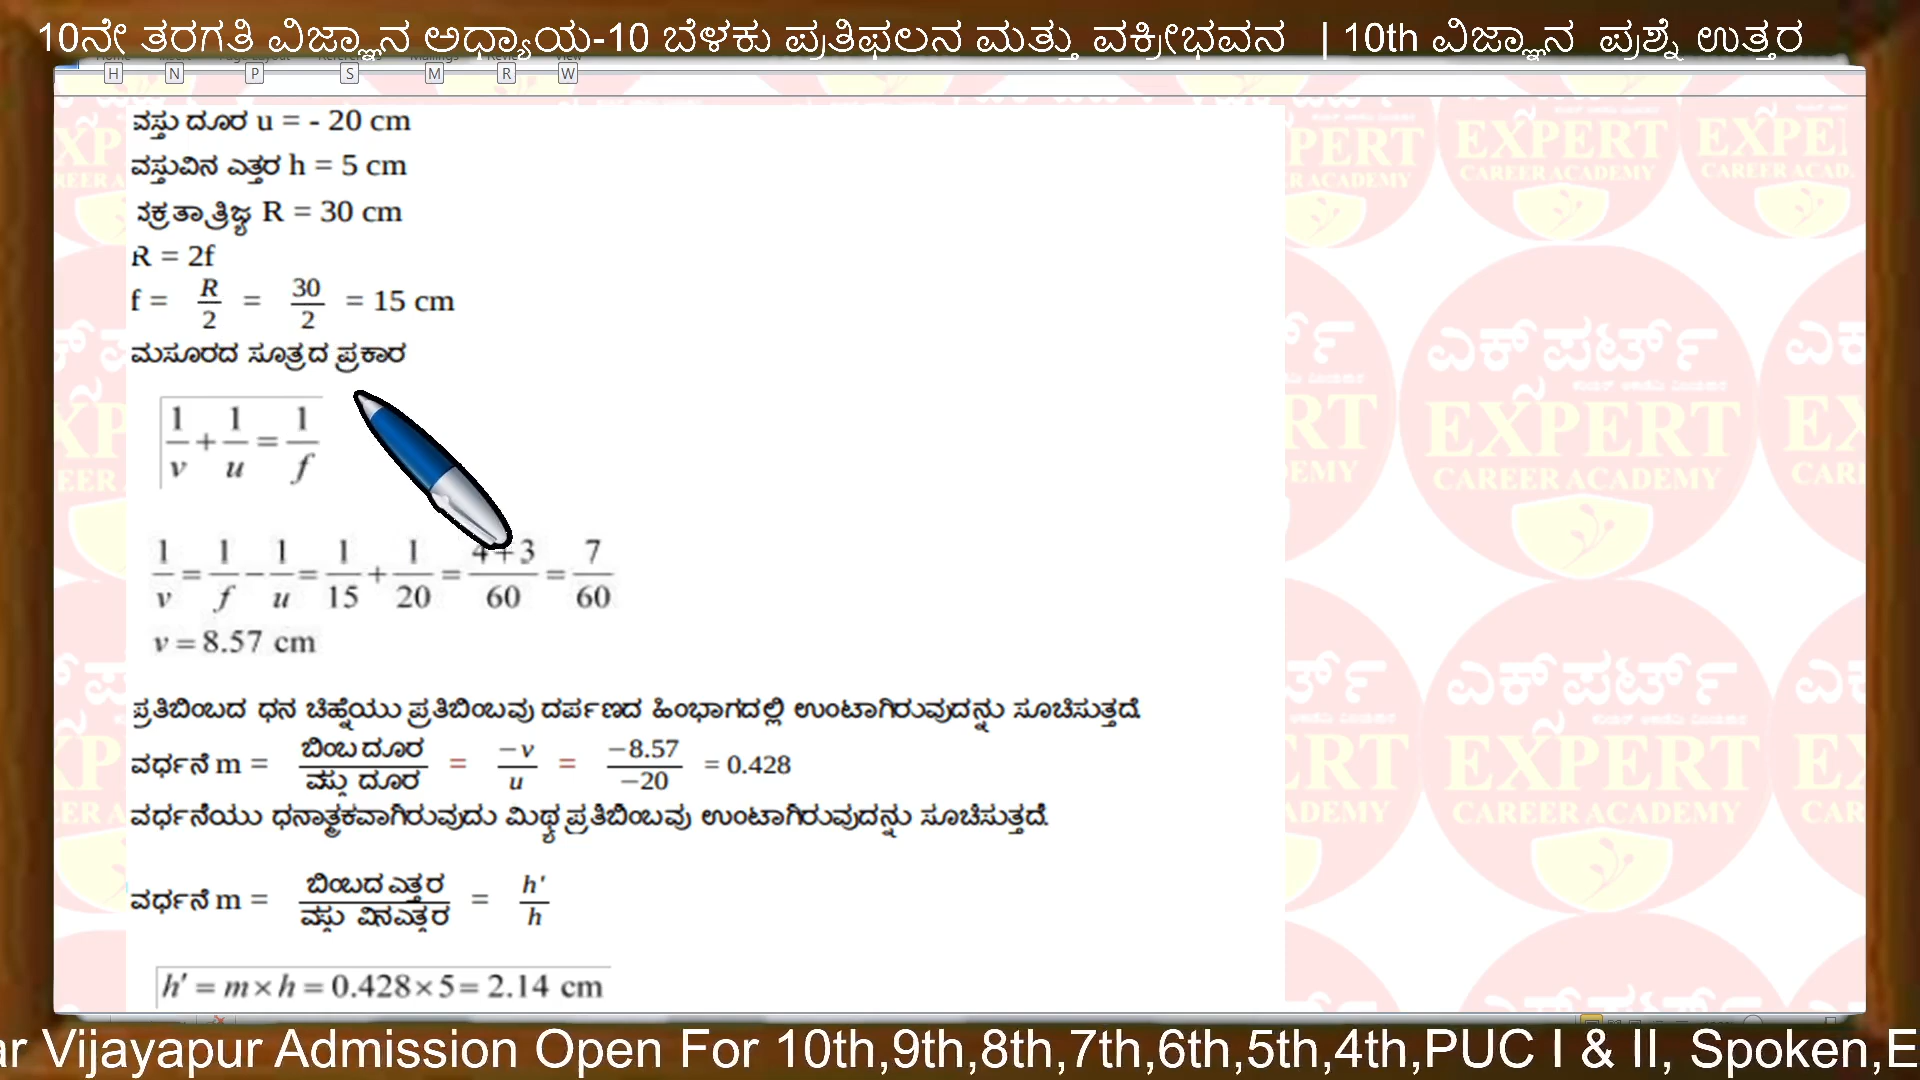 10ನೇ ತರಗತಿ ವಿಜ್ಞಾನ ಅಧ್ಯಾಯ-10 ಬೆಳಕು ಪ್ರತಿಫಲನ ಮತ್ತು ವಕ್ರೀಭವನ | 10th ವಿಜ್ಞಾನ ಪ್ರಶ್ನೆ ಉತ್ತರ
H N P S M R W
ವಸ್ತು ದೂರ u = - 20 cm
ವಸ್ತುವಿನ ಎತ್ತರ h = 5 cm
ವಕ್ರತಾ ತ್ರಿಜ್ಯ R = 30 cm
R = 2f
f = R/2 = 30/2 = 15 cm
ಮಸೂರದ ಸೂತ್ರದ ಪ್ರಕಾರ
1/v + 1/u = 1/f
1/v = 1/f − 1/u = 1/15 + 1/20 = 4+3/60 = 7/60
v = 8.57 cm
ಪ್ರತಿಬಿಂಬದ ಧನ ಚಿಹ್ನೆಯು ಪ್ರತಿಬಿಂಬವು ದರ್ಪಣದ ಹಿಂಭಾಗದಲ್ಲಿ ಉಂಟಾಗಿರುವುದನ್ನು ಸೂಚಿಸುತ್ತದೆ
ವರ್ಧನೆ m = ಬಿಂಬ ದೂರ/ವಸ್ತು ದೂರ = −v/u = −8.57/−20 = 0.428
ವರ್ಧನೆಯು ಧನಾತ್ಮಕವಾಗಿರುವುದು ಮಿಥ್ಯ ಪ್ರತಿಬಿಂಬವು ಉಂಟಾಗಿರುವುದನ್ನು ಸೂಚಿಸುತ್ತದೆ
ವರ್ಧನೆ m = ಬಿಂಬದ ಎತ್ತರ/ವಸ್ತು ವಿನ ಎತ್ತರ = h'/h
h' = m × h = 0.428 × 5 = 2.14 cm
ಎಕ್ಸ್‌ಪರ್ಟ್
EXPERT
CAREER ACADEMY
ar Vijayapur Admission Open For 10th,9th,8th,7th,6th,5th,4th,PUC I & II, Spoken,E